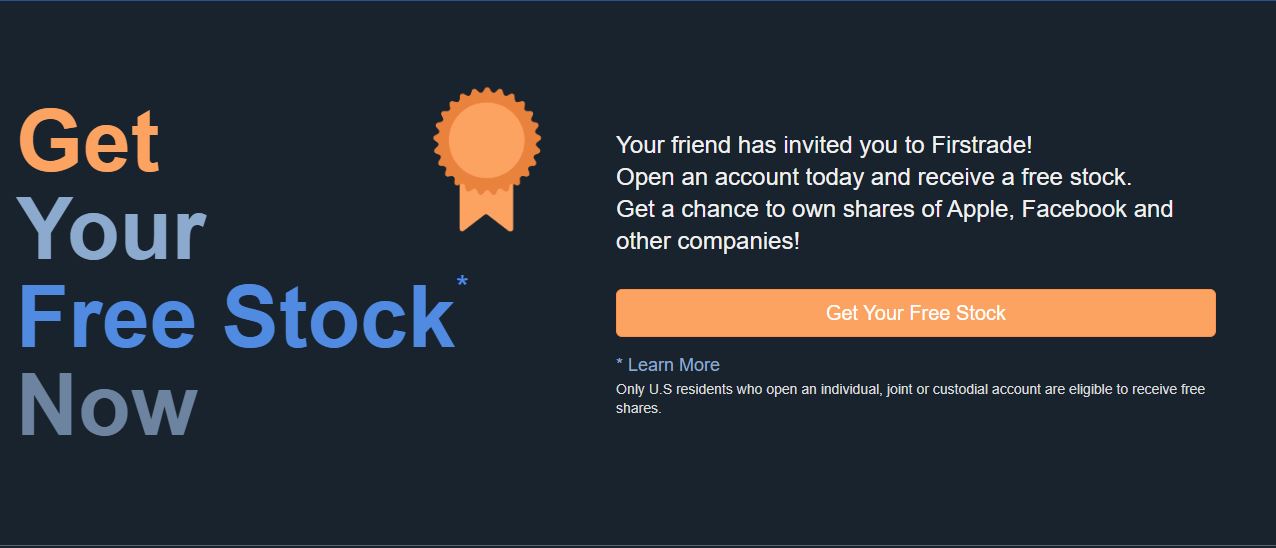 Get
Your
Free Stock*
Now
Your friend has invited you to Firstrade!
Open an account today and receive a free stock.
Get a chance to own shares of Apple, Facebook and
other companies!
Get Your Free Stock
* Learn More
Only U.S residents who open an individual, joint or custodial account are eligible to receive free
shares.